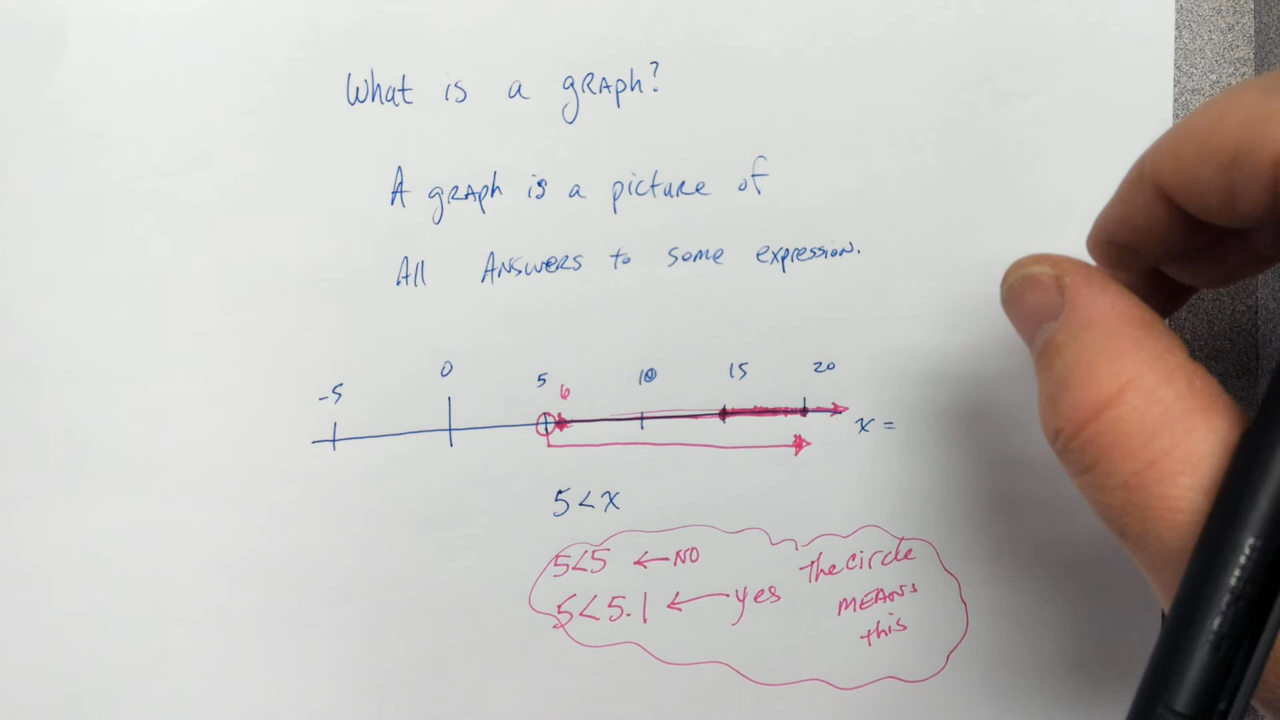 What is a graph?
A graph is a picture of
All Answers to some expression.
-5 0 5 6 10 15 20
x =
5<x
5<5 ← NO
5<5.1 ← yes
the circle
MEANS
this